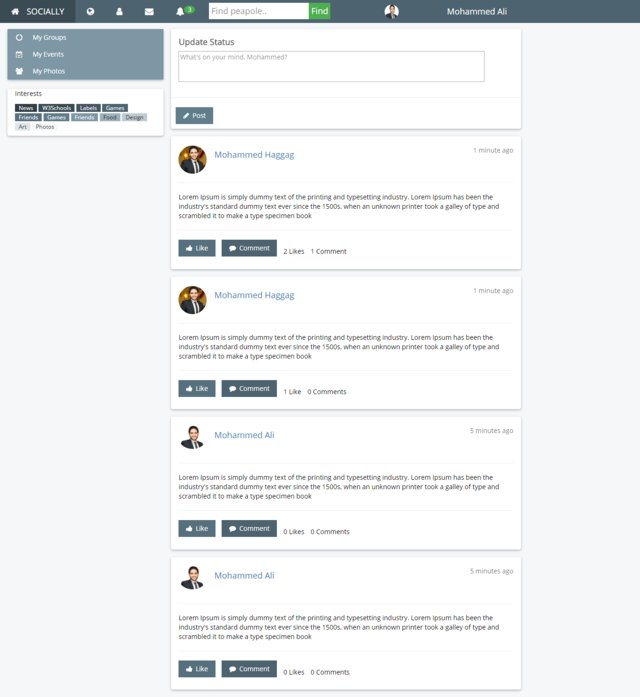 SOCIALLY 3 Find peapole.. Find Mohammed Ali
My Groups
My Events
My Photos
Interests
News W3Schools Labels Games
Friends Games Friends Food Design
Art Photos
Update Status
What's on your mind, Mohammed?
Post
Mohammed Haggag 1 minute ago
Lorem Ipsum is simply dummy text of the printing and typesetting industry. Lorem Ipsum has been the
industry's standard dummy text ever since the 1500s, when an unknown printer took a galley of type and
scrambled it to make a type specimen book
Like Comment 2 Likes 1 Comment
Mohammed Haggag 1 minute ago
Lorem Ipsum is simply dummy text of the printing and typesetting industry. Lorem Ipsum has been the
industry's standard dummy text ever since the 1500s, when an unknown printer took a galley of type and
scrambled it to make a type specimen book
Like Comment 1 Like 0 Comments
Mohammed Ali 5 minutes ago
Lorem Ipsum is simply dummy text of the printing and typesetting industry. Lorem Ipsum has been the
industry's standard dummy text ever since the 1500s, when an unknown printer took a galley of type and
scrambled it to make a type specimen book
Like Comment 0 Likes 0 Comments
Mohammed Ali 5 minutes ago
Lorem Ipsum is simply dummy text of the printing and typesetting industry. Lorem Ipsum has been the
industry's standard dummy text ever since the 1500s, when an unknown printer took a galley of type and
scrambled it to make a type specimen book
Like Comment 0 Likes 0 Comments